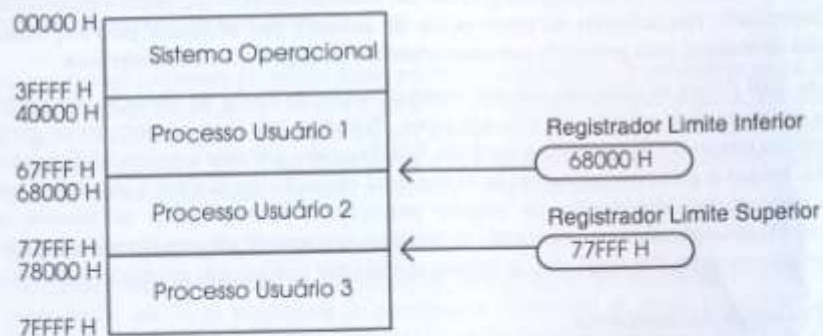 00000 H
Sistema Operacional
3FFFF H
40000 H
Processo Usuário 1
67FFF H
68000 H
Processo Usuário 2
77FFF H
78000 H
Processo Usuário 3
7FFFF H
Registrador Limite Inferior
68000 H
Registrador Limite Superior
77FFF H